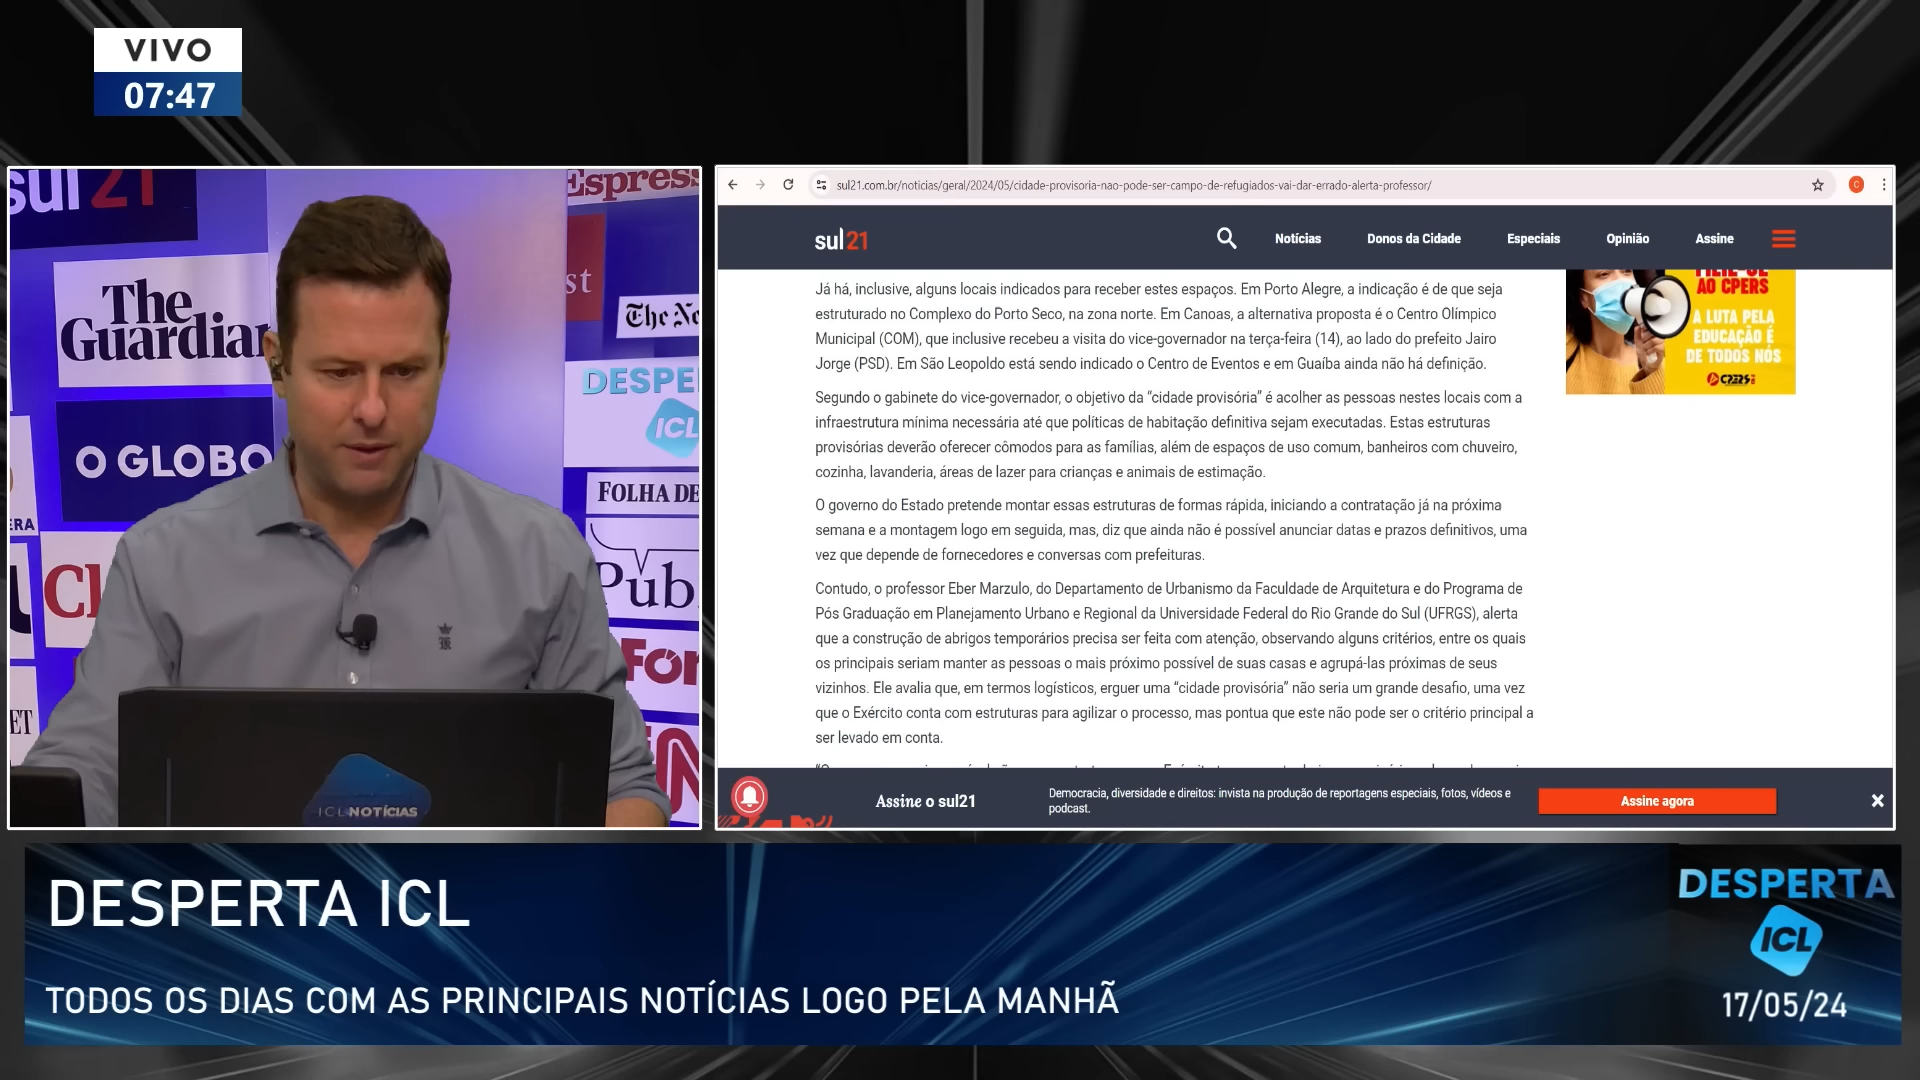 VIVO
07:47
sul21
Espress
The
Guardian
st
The Ne
DESPE
ICL
O GLOBO
FOLHA DE
ERA
Pub
For
ET
ICLNOTÍCIAS
sul21.com.br/noticias/geral/2024/05/cidade-provisoria-nao-pode-ser-campo-de-refugiados-vai-dar-errado-alerta-professor/
C
sul21
Notícias
Donos da Cidade
Especiais
Opinião
Assine
Já há, inclusive, alguns locais indicados para receber estes espaços. Em Porto Alegre, a indicação é de que seja
estruturado no Complexo do Porto Seco, na zona norte. Em Canoas, a alternativa proposta é o Centro Olímpico
Municipal (COM), que inclusive recebeu a visita do vice-governador na terça-feira (14), ao lado do prefeito Jairo
Jorge (PSD). Em São Leopoldo está sendo indicado o Centro de Eventos e em Guaíba ainda não há definição.
Segundo o gabinete do vice-governador, o objetivo da “cidade provisória” é acolher as pessoas nestes locais com a
infraestrutura mínima necessária até que políticas de habitação definitiva sejam executadas. Estas estruturas
provisórias deverão oferecer cômodos para as famílias, além de espaços de uso comum, banheiros com chuveiro,
cozinha, lavanderia, áreas de lazer para crianças e animais de estimação.
O governo do Estado pretende montar essas estruturas de formas rápida, iniciando a contratação já na próxima
semana e a montagem logo em seguida, mas, diz que ainda não é possível anunciar datas e prazos definitivos, uma
vez que depende de fornecedores e conversas com prefeituras.
Contudo, o professor Eber Marzulo, do Departamento de Urbanismo da Faculdade de Arquitetura e do Programa de
Pós Graduação em Planejamento Urbano e Regional da Universidade Federal do Rio Grande do Sul (UFRGS), alerta
que a construção de abrigos temporários precisa ser feita com atenção, observando alguns critérios, entre os quais
os principais seriam manter as pessoas o mais próximo possível de suas casas e agrupá-las próximas de seus
vizinhos. Ele avalia que, em termos logísticos, erguer uma “cidade provisória” não seria um grande desafio, uma vez
que o Exército conta com estruturas para agilizar o processo, mas pontua que este não pode ser o critério principal a
ser levado em conta.
FILIE-SE
AO CPERS
A LUTA PELA
EDUCAÇÃO É
DE TODOS NÓS
CPERS
Assine o sul21
Democracia, diversidade e direitos: invista na produção de reportagens especiais, fotos, vídeos e
podcast.
Assine agora
DESPERTA ICL
TODOS OS DIAS COM AS PRINCIPAIS NOTÍCIAS LOGO PELA MANHÃ
DESPERTA
ICL
17/05/24